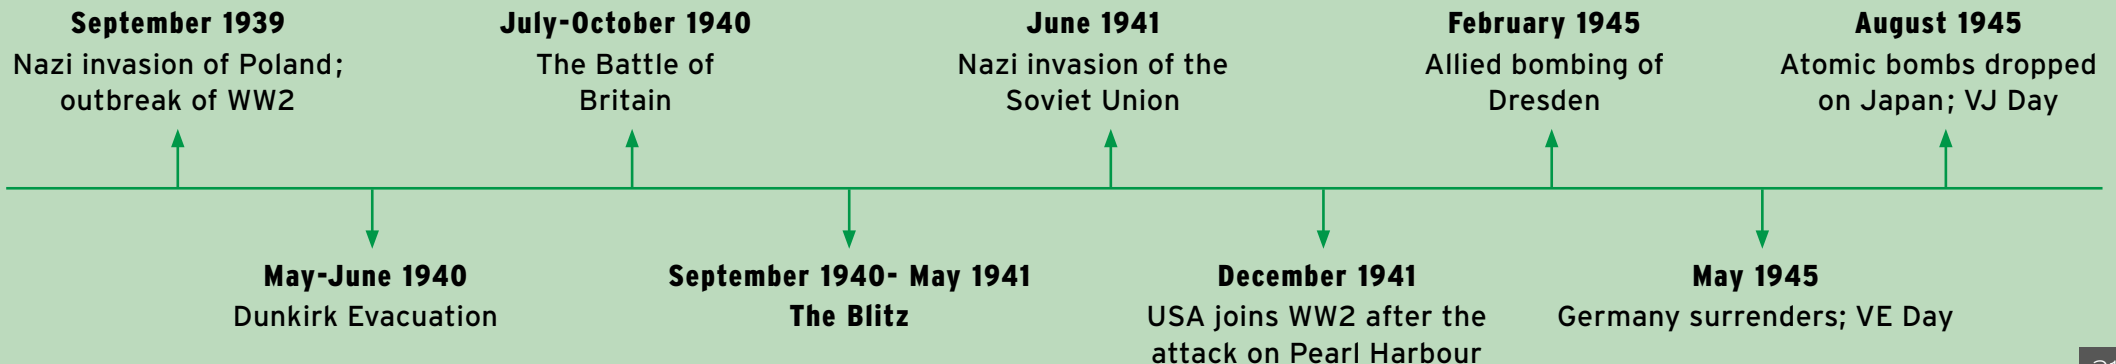 September 1939
Nazi invasion of Poland;
outbreak of WW2
May-June 1940
Dunkirk Evacuation
July-October 1940
The Battle of
Britain
September 1940- May 1941
The Blitz
June 1941
Nazi invasion of the
Soviet Union
December 1941
USA joins WW2 after the
attack on Pearl Harbour
February 1945
Allied bombing of
Dresden
May 1945
Germany surrenders; VE Day
August 1945
Atomic bombs dropped
on Japan; VJ Day